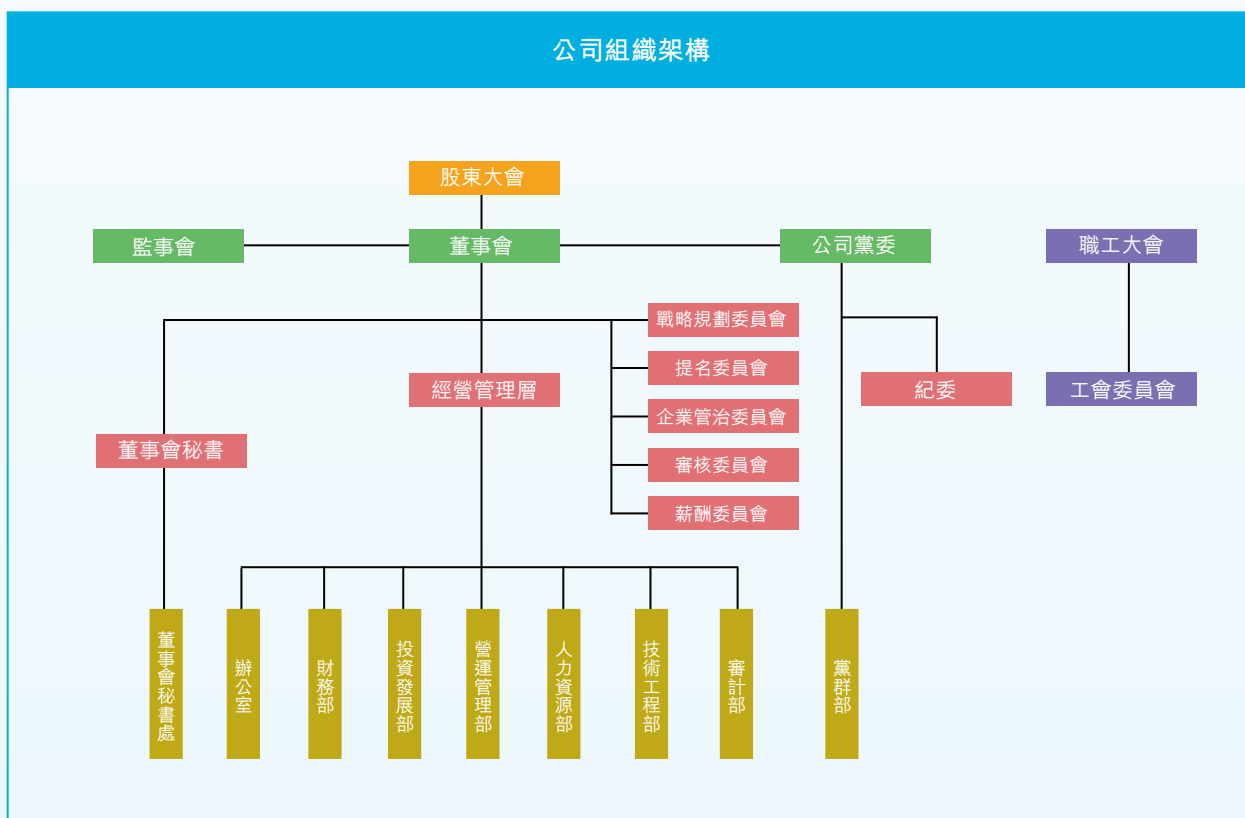 公司組織架構
股東大會
監事會
董事會
公司黨委
職工大會
戰略規劃委員會
提名委員會
經營管理層
紀委
工會委員會
企業管治委員會
董事會秘書
審核委員會
薪酬委員會
董事會秘書處
辦公室
財務部
投資發展部
營運管理部
人力資源部
技術工程部
審計部
黨群部